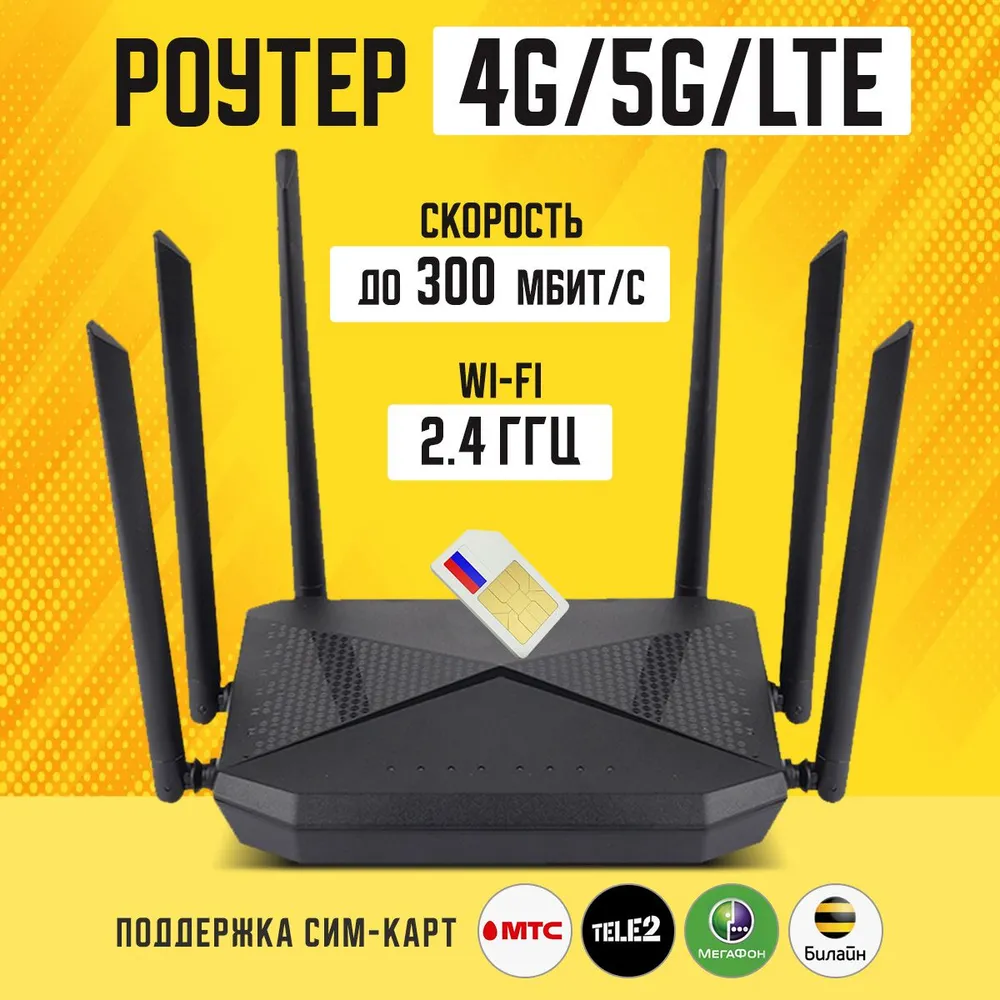 РОУТЕР 4G/5G/LTE
СКОРОСТЬ
ДО 300 МБИТ/С
WI-FI
2.4 ГГЦ
ПОДДЕРЖКА СИМ-КАРТ
МТС
TELE2
МЕГАФОН
Билайн